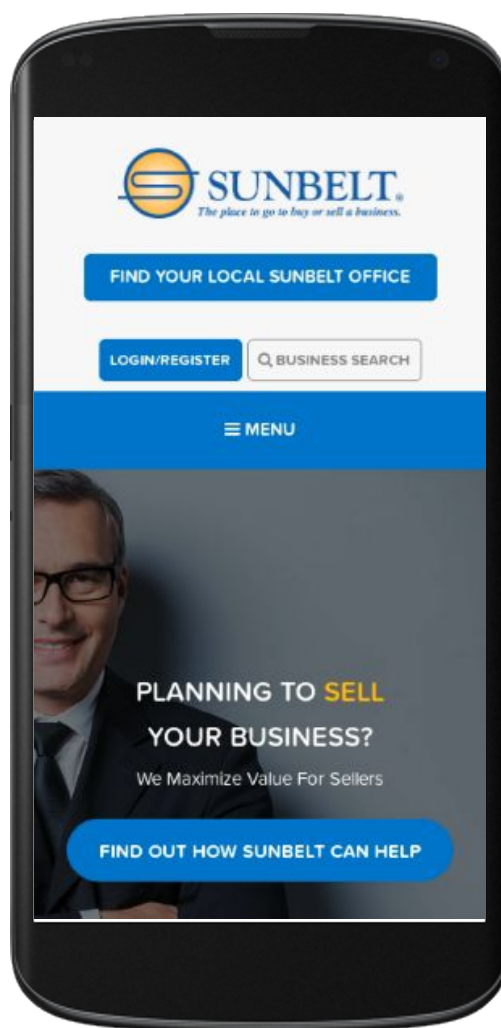 SUNBELT®
The place to go to buy or sell a business.
FIND YOUR LOCAL SUNBELT OFFICE
LOGIN/REGISTER BUSINESS SEARCH
MENU
PLANNING TO SELL
YOUR BUSINESS?
We Maximize Value For Sellers
FIND OUT HOW SUNBELT CAN HELP